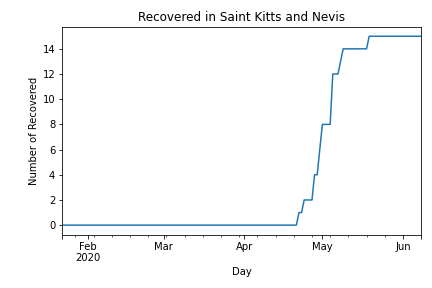 Recovered in Saint Kitts and Nevis
Number of Recovered
14
12
10
8
6
4
2
0
Feb Mar Apr May Jun
2020
Day